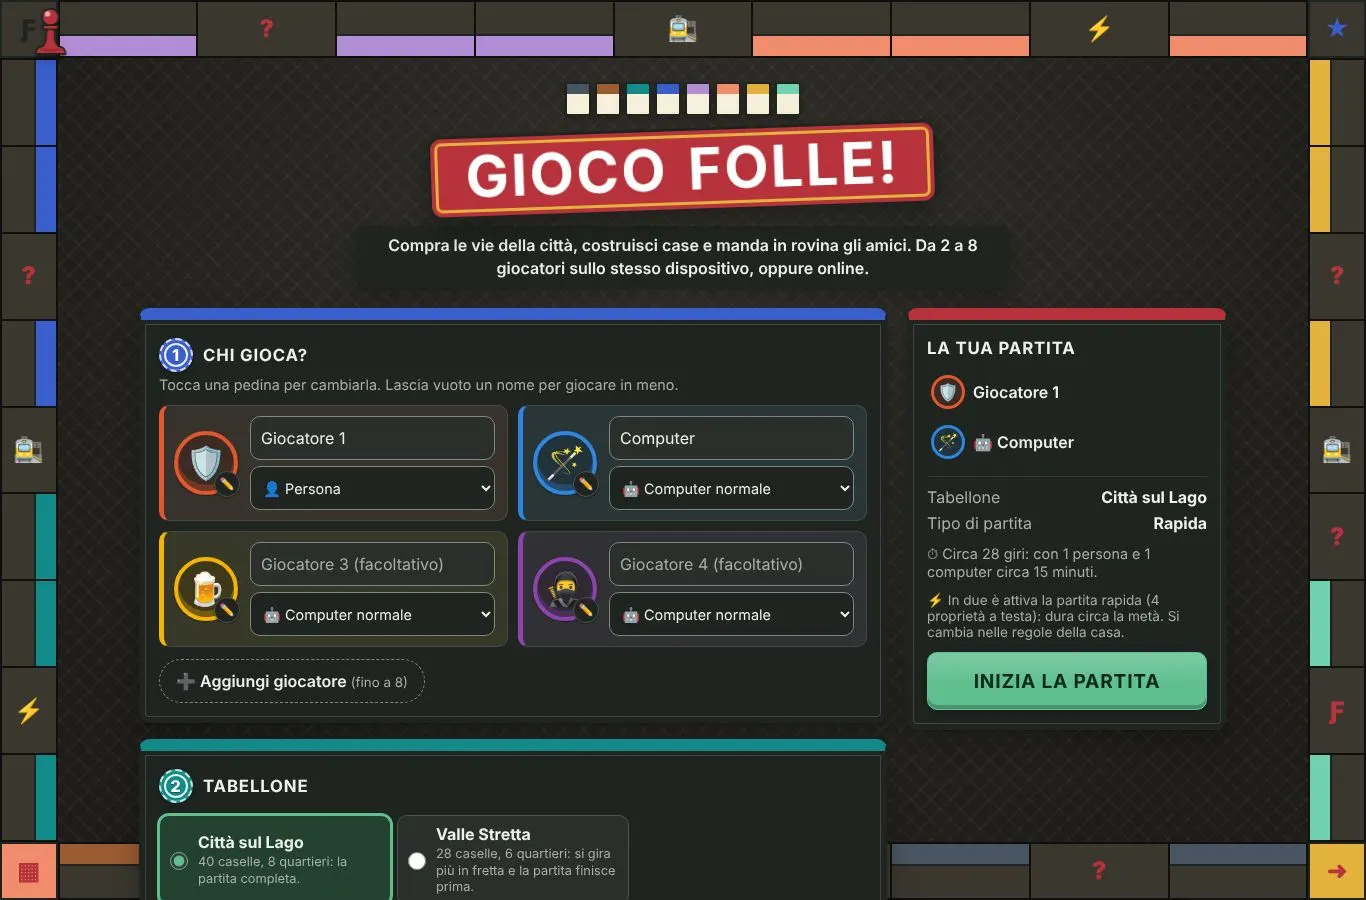 GIOCO FOLLE!
Compra le vie della città, costruisci case e manda in rovina gli amici. Da 2 a 8
giocatori sullo stesso dispositivo, oppure online.
1 CHI GIOCA?
Tocca una pedina per cambiarla. Lascia vuoto un nome per giocare in meno.
Giocatore 1
Persona
Computer
Computer normale
Giocatore 3 (facoltativo)
Computer normale
Giocatore 4 (facoltativo)
Computer normale
Aggiungi giocatore (fino a 8)
LA TUA PARTITA
Giocatore 1
Computer
Tabellone Città sul Lago
Tipo di partita Rapida
Circa 28 giri: con 1 persona e 1
computer circa 15 minuti.
In due è attiva la partita rapida (4
proprietà a testa): dura circa la metà. Si
cambia nelle regole della casa.
INIZIA LA PARTITA
2 TABELLONE
Città sul Lago
40 caselle, 8 quartieri: la
partita completa.
Valle Stretta
28 caselle, 6 quartieri: si gira
più in fretta e la partita finisce
prima.